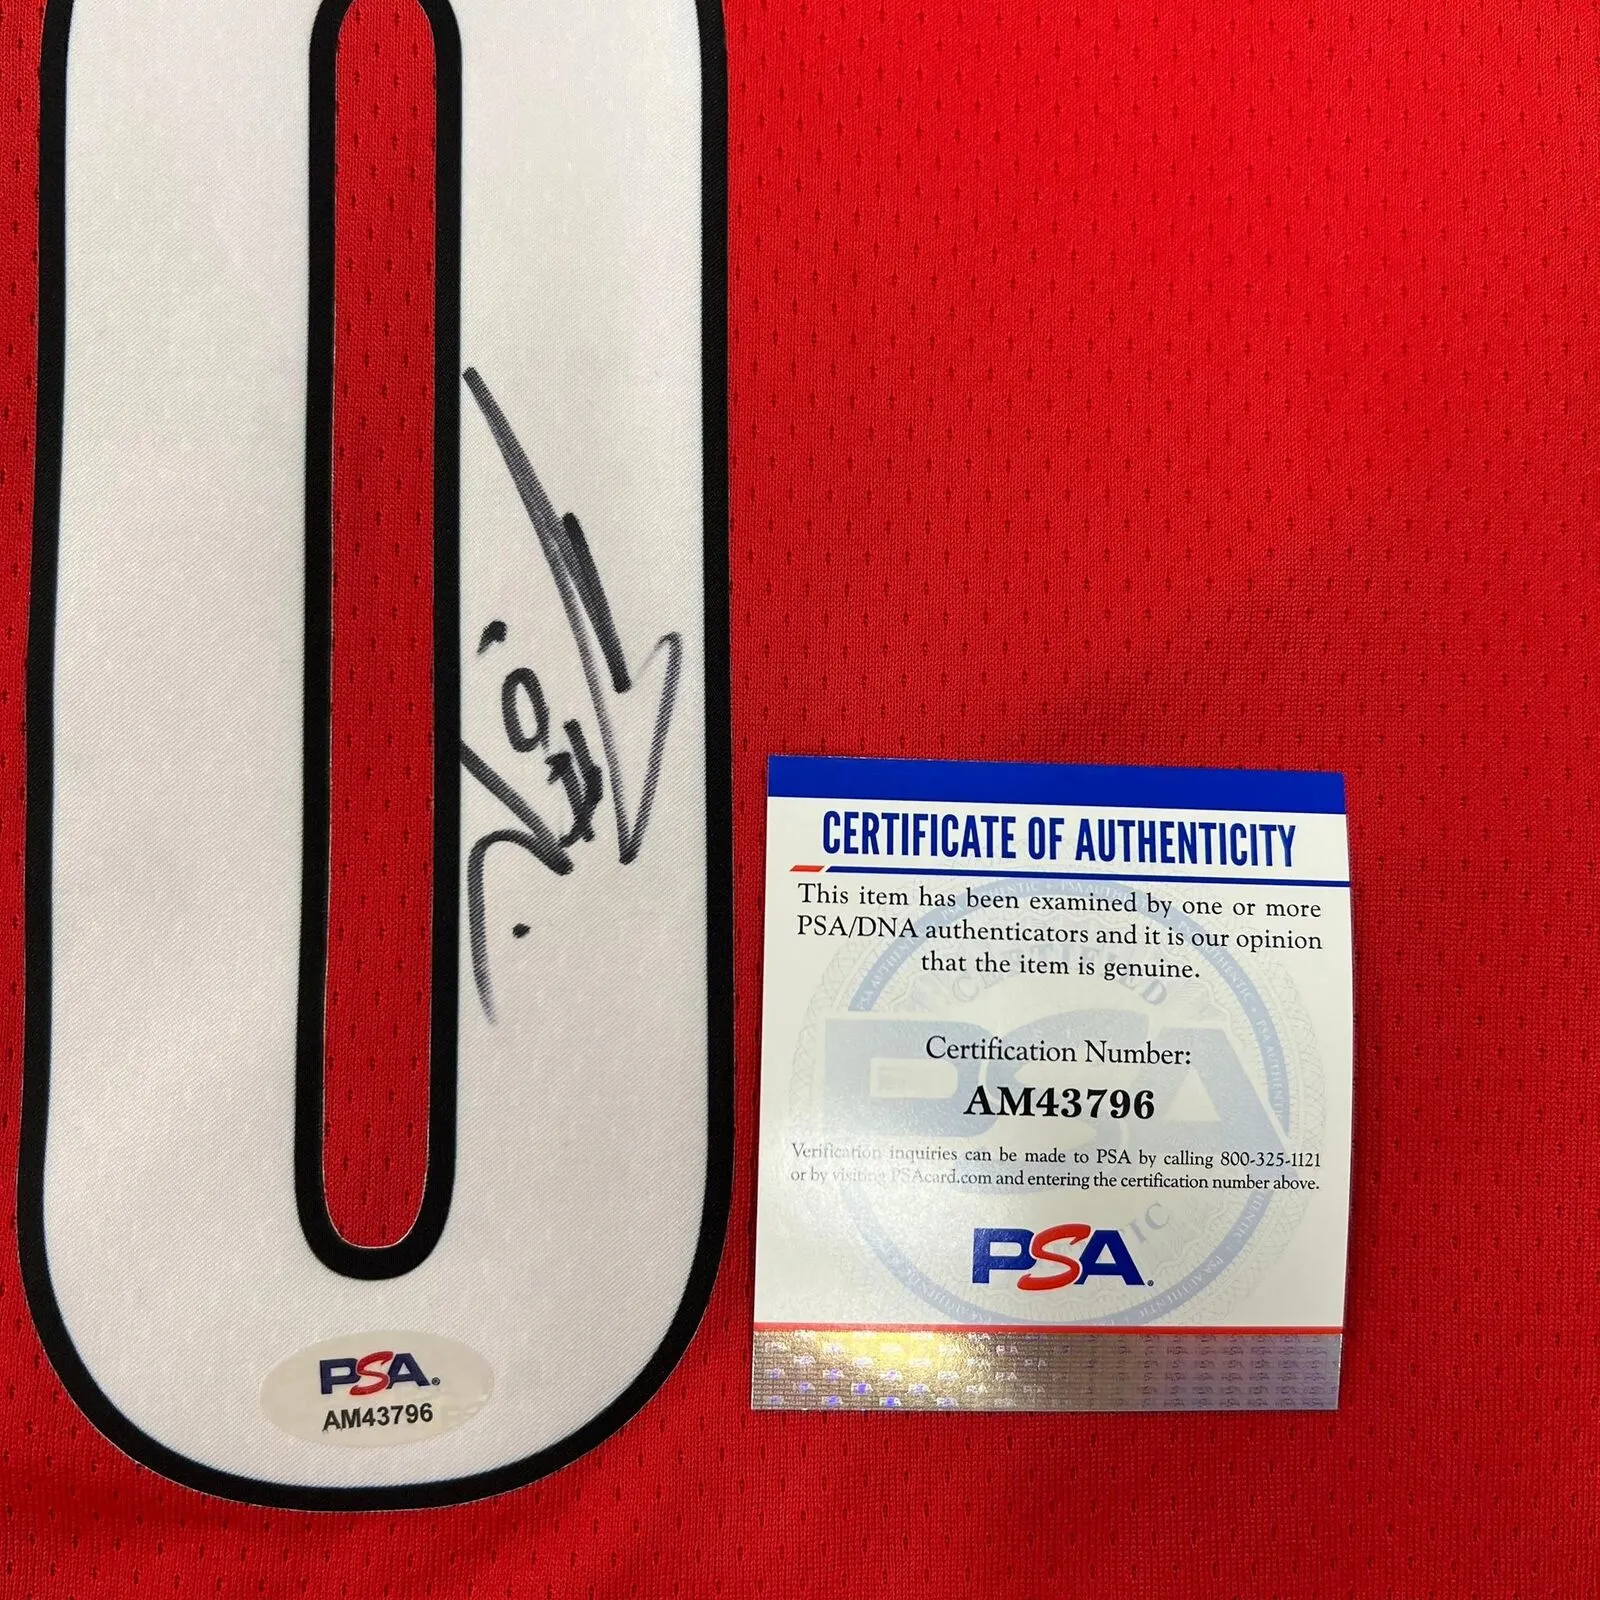 0
#0
PSA
AM43796
CERTIFICATE OF AUTHENTICITY
This item has been examined by one or more
PSA/DNA authenticators and it is our opinion
that the item is genuine.
Certification Number:
AM43796
Verification inquiries can be made to PSA by calling 800-325-1121
or by visiting PSAcard.com and entering the certification number above.
PSA